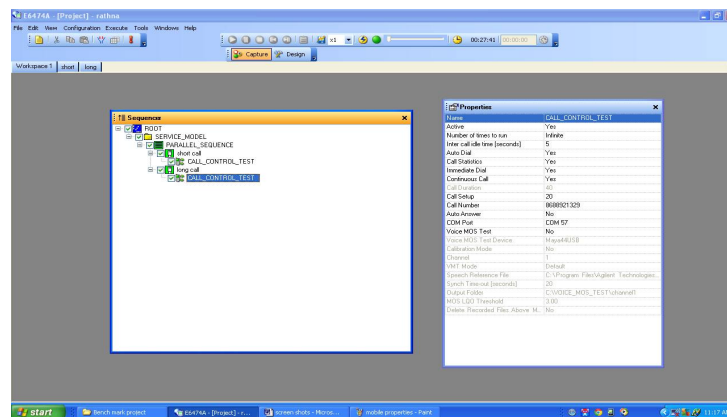 E6474A - [Project] - rathna
File Edit View Configuration Execute Tools Windows Help
x1 00:27:41 00:00:00
Capture Design
Workspace 1 short long
Sequencer
ROOT
SERVICE_MODEL
PARALLEL_SEQUENCE
short call
CALL_CONTROL_TEST
long call
CALL_CONTROL_TEST
Properties
Name CALL_CONTROL_TEST
Active Yes
Number of times to run Infinite
Inter call idle time (seconds) 5
Auto Dial Yes
Call Statistics Yes
Immediate Dial Yes
Continuous Call Yes
Call Duration 40
Call Setup 20
Call Number 8688921329
Auto Answer No
COM Port COM 57
Voice MOS Test No
Voice MOS Test Device Maya44USB
Calibration Mode No
Channel 1
VMT Mode Default
Speech Reference File C:\Program Files\Agilent Technologies...
Synch Time-out (seconds) 20
Output Folder C:\VOICE_MOS_TEST\channel1
MOS LQO Threshold 3.00
Delete Recorded Files Above M... No
start Bench mark project E6474A - [Project] - r... screen shots - Micros... mobile properties - Paint 11:17 AM